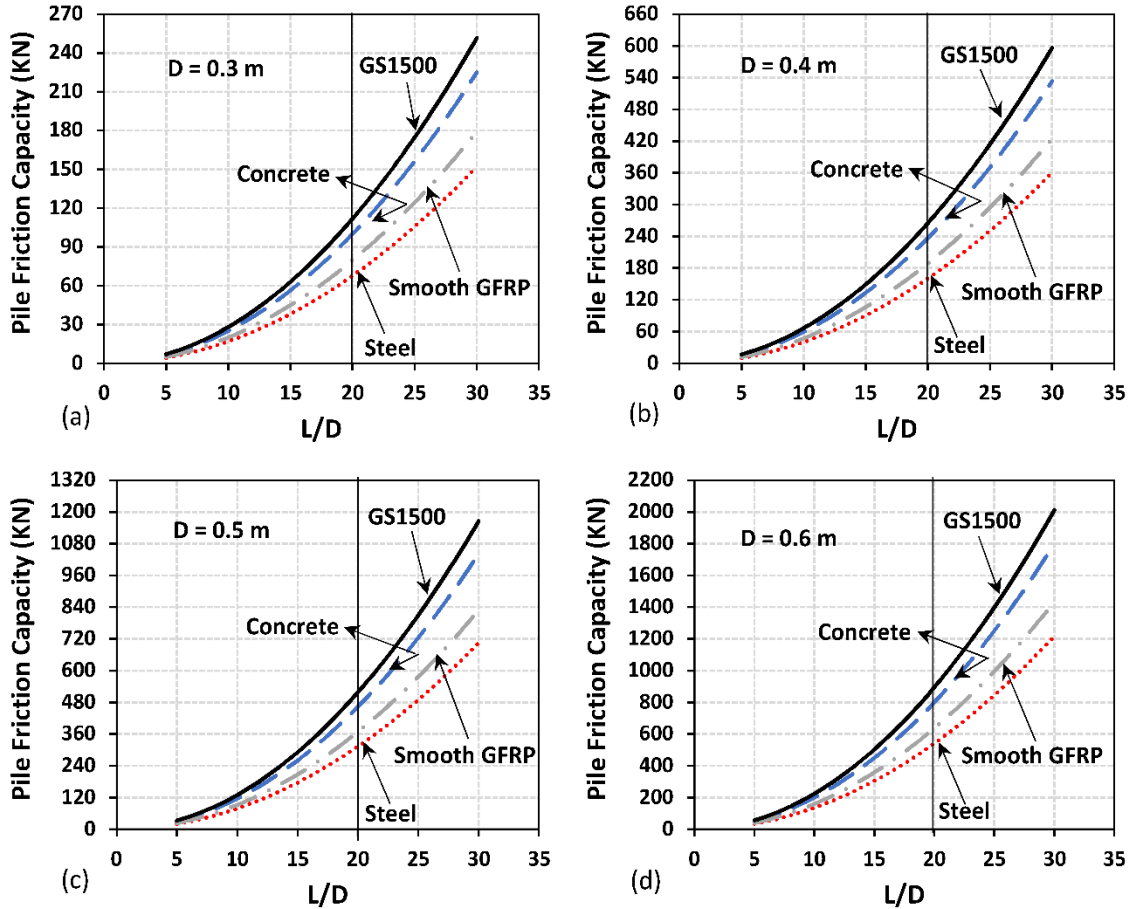 270
240
210
180
150
120
90
60
30
0
Pile Friction Capacity (KN)
D = 0.3 m
GS1500
Concrete
Smooth GFRP
Steel
0 5 10 15 20 25 30 35
(a)
L/D
660
600
540
480
420
360
300
240
180
120
60
0
Pile Friction Capacity (KN)
D = 0.4 m
GS1500
Concrete
Smooth GFRP
Steel
0 5 10 15 20 25 30 35
(b)
L/D
1320
1200
1080
960
840
720
600
480
360
240
120
0
Pile Friction Capacity (KN)
D = 0.5 m
GS1500
Concrete
Smooth GFRP
Steel
0 5 10 15 20 25 30 35
(c)
L/D
2200
2000
1800
1600
1400
1200
1000
800
600
400
200
0
Pile Friction Capacity (KN)
D = 0.6 m
GS1500
Concrete
Smooth GFRP
Steel
0 5 10 15 20 25 30 35
(d)
L/D